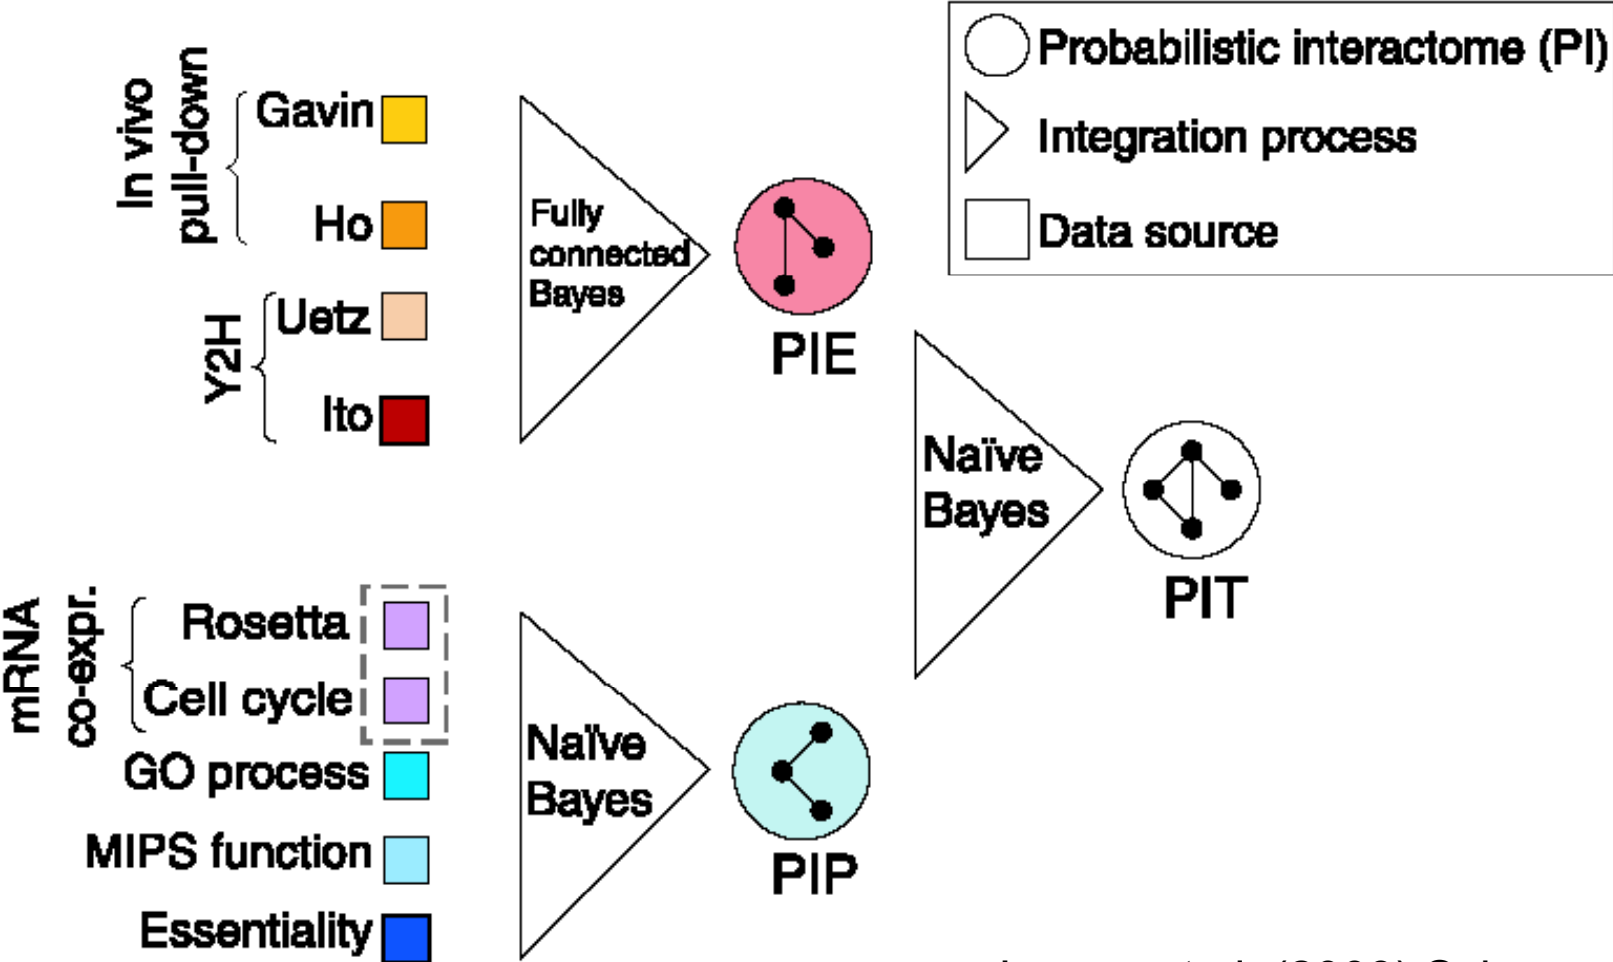 In vivo
pull-down
Gavin
Ho
Y2H
Uetz
Ito
Fully
connected
Bayes
PIE
Probabilistic interactome (PI)
Integration process
Data source
Naïve
Bayes
PIT
mRNA
co-expr.
Rosetta
Cell cycle
GO process
MIPS function
Essentiality
Naïve
Bayes
PIP